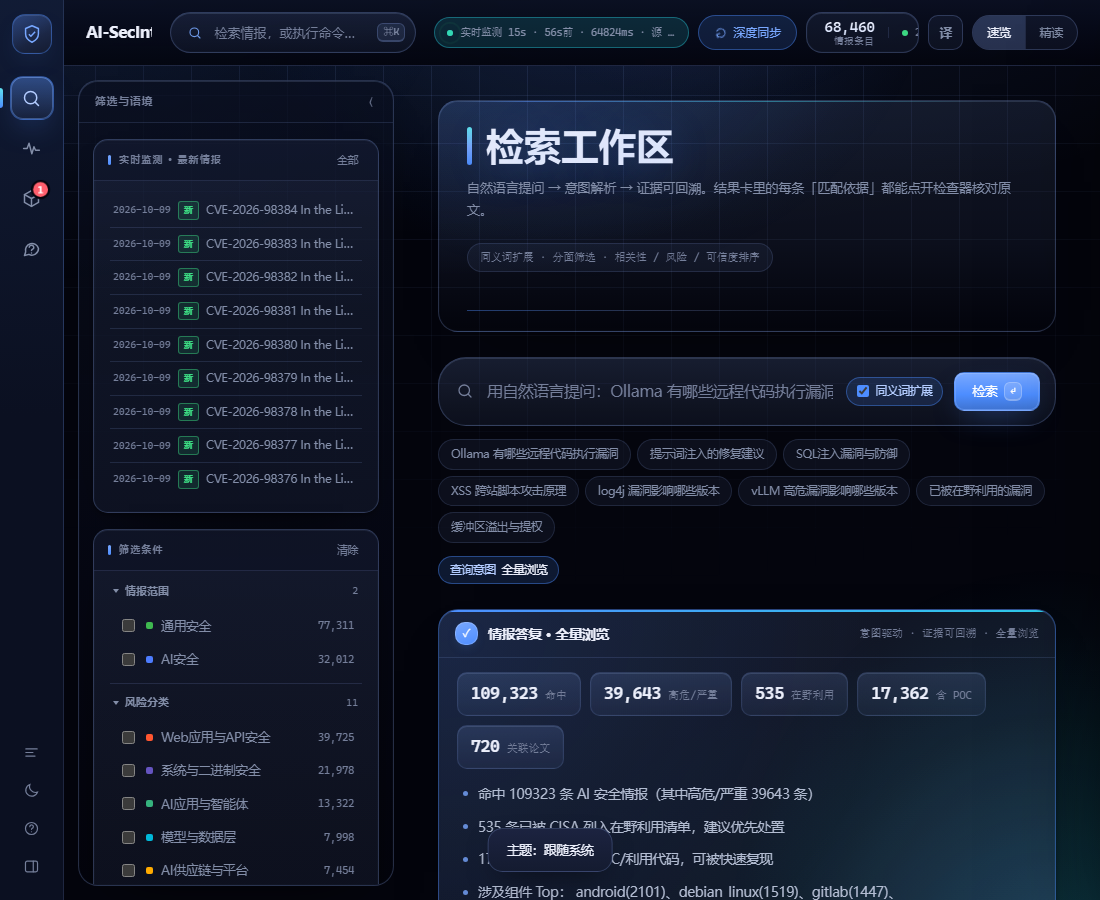 AI-SecInt
检索情报，或执行命令…
⌘K
实时监测 15s · 56s前 · 64824ms · 源 …
深度同步
68,460
情报条目
译
速览
精读
筛选与语境
实时监测 • 最新情报
全部
2026-10-09 新 CVE-2026-98384 In the Li…
2026-10-09 新 CVE-2026-98383 In the Li…
2026-10-09 新 CVE-2026-98382 In the Li…
2026-10-09 新 CVE-2026-98381 In the Li…
2026-10-09 新 CVE-2026-98380 In the Li…
2026-10-09 新 CVE-2026-98379 In the Li…
2026-10-09 新 CVE-2026-98378 In the Li…
2026-10-09 新 CVE-2026-98377 In the Li…
2026-10-09 新 CVE-2026-98376 In the Li…
筛选条件
清除
情报范围 2
通用安全 77,311
AI安全 32,012
风险分类 11
Web应用与API安全 39,725
系统与二进制安全 21,978
AI应用与智能体 13,322
模型与数据层 7,998
AI供应链与平台 7,454
1
检索工作区
自然语言提问 → 意图解析 → 证据可回溯。结果卡里的每条「匹配依据」都能点开检查器核对原
文。
同义词扩展 · 分面筛选 · 相关性 / 风险 / 可信度排序
用自然语言提问：Ollama 有哪些远程代码执行漏洞
同义词扩展
检索
Ollama 有哪些远程代码执行漏洞
提示词注入的修复建议
SQL注入漏洞与防御
XSS 跨站脚本攻击原理
log4j 漏洞影响哪些版本
vLLM 高危漏洞影响哪些版本
已被在野利用的漏洞
缓冲区溢出与提权
查询意图 全量浏览
情报答复 • 全量浏览
意图驱动 · 证据可回溯 · 全量浏览
109,323 命中
39,643 高危/严重
535 在野利用
17,362 含 POC
720 关联论文
命中 109323 条 AI 安全情报（其中高危/严重 39643 条）
535 条已被 CISA 列入在野利用清单，建议优先处置
C/利用代码，可被快速复现
主题：跟随系统
涉及组件 Top： android(2101)、debian_linux(1519)、gitlab(1447)、